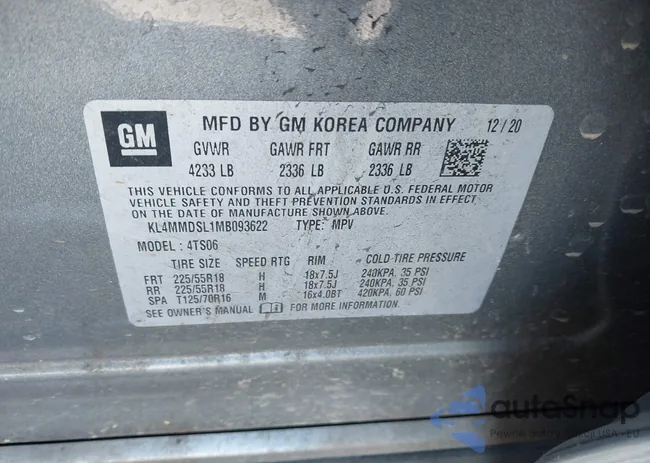 GM MFD BY GM KOREA COMPANY 12/20
GVWR GAWR FRT GAWR RR
4233 LB 2336 LB 2336 LB
THIS VEHICLE CONFORMS TO ALL APPLICABLE U.S. FEDERAL MOTOR
VEHICLE SAFETY AND THEFT PREVENTION STANDARDS IN EFFECT
ON THE DATE OF MANUFACTURE SHOWN ABOVE.
KL4MMDSL1MB093622 TYPE: MPV
MODEL : 4TS06
TIRE SIZE SPEED RTG RIM COLD TIRE PRESSURE
FRT 225/55R18 H 18x7.5J 240KPA, 35 PSI
RR 225/55R18 H 18x7.5J 240KPA, 35 PSI
SPA T125/70R16 M 16x4.0BT 420KPA, 60 PSI
SEE OWNER'S MANUAL FOR MORE INFORMATION.
autoSnap